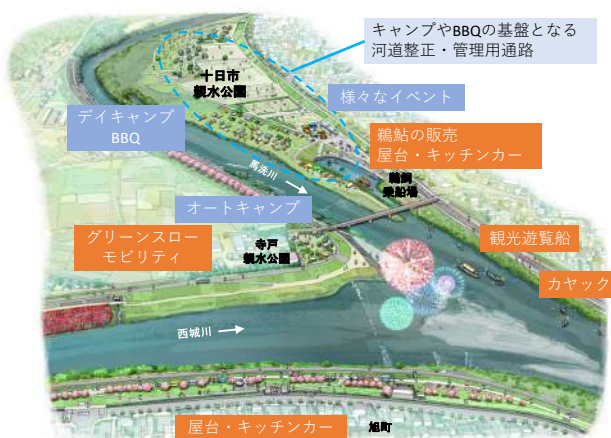 キャンプやBBQの基盤となる
河道整正・管理用通路
十日市
親水公園
様々なイベント
デイキャンプ
BBQ
鵜鮎の販売
屋台・キッチンカー
馬洗川
鵜飼
乗船場
オートキャンプ
グリーンスロー
モビリティ
寺戸
親水公園
観光遊覧船
カヤック
西城川
屋台・キッチンカー
旭町